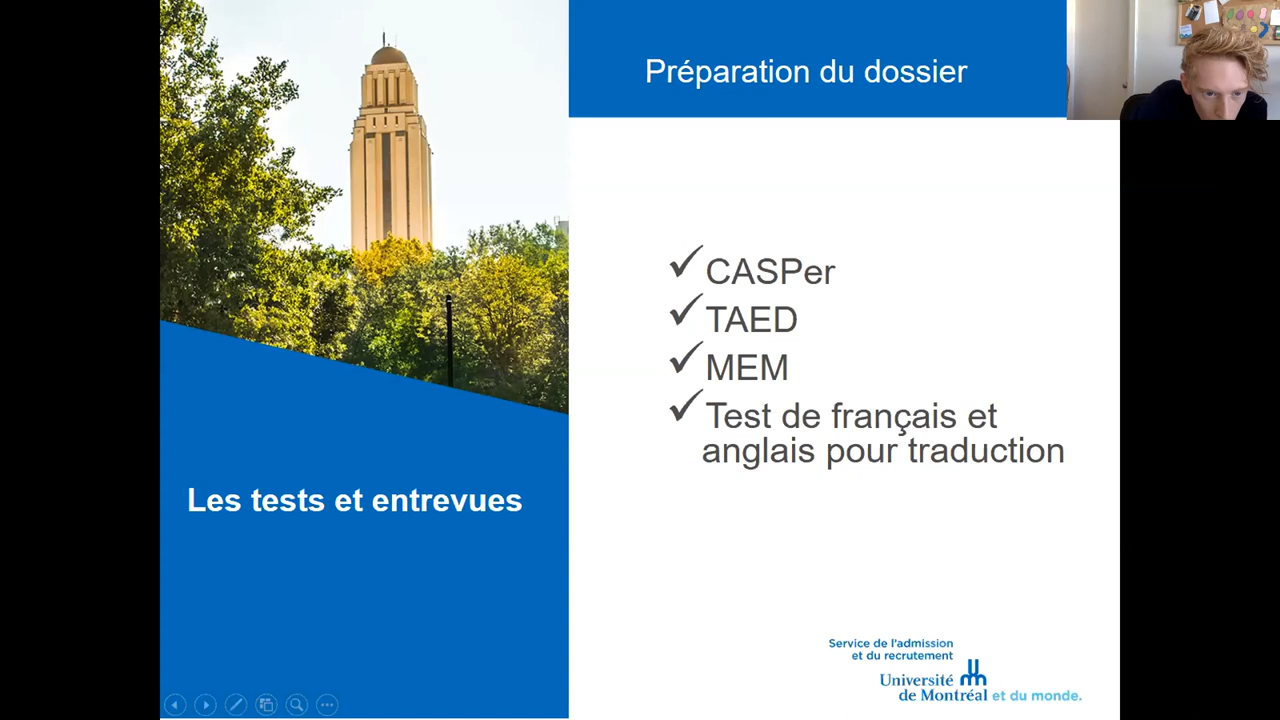 Préparation du dossier
CASPer
TAED
MEM
Test de français et
anglais pour traduction
Les tests et entrevues
Service de l'admission
et du recrutement
Université
de Montréal et du monde.